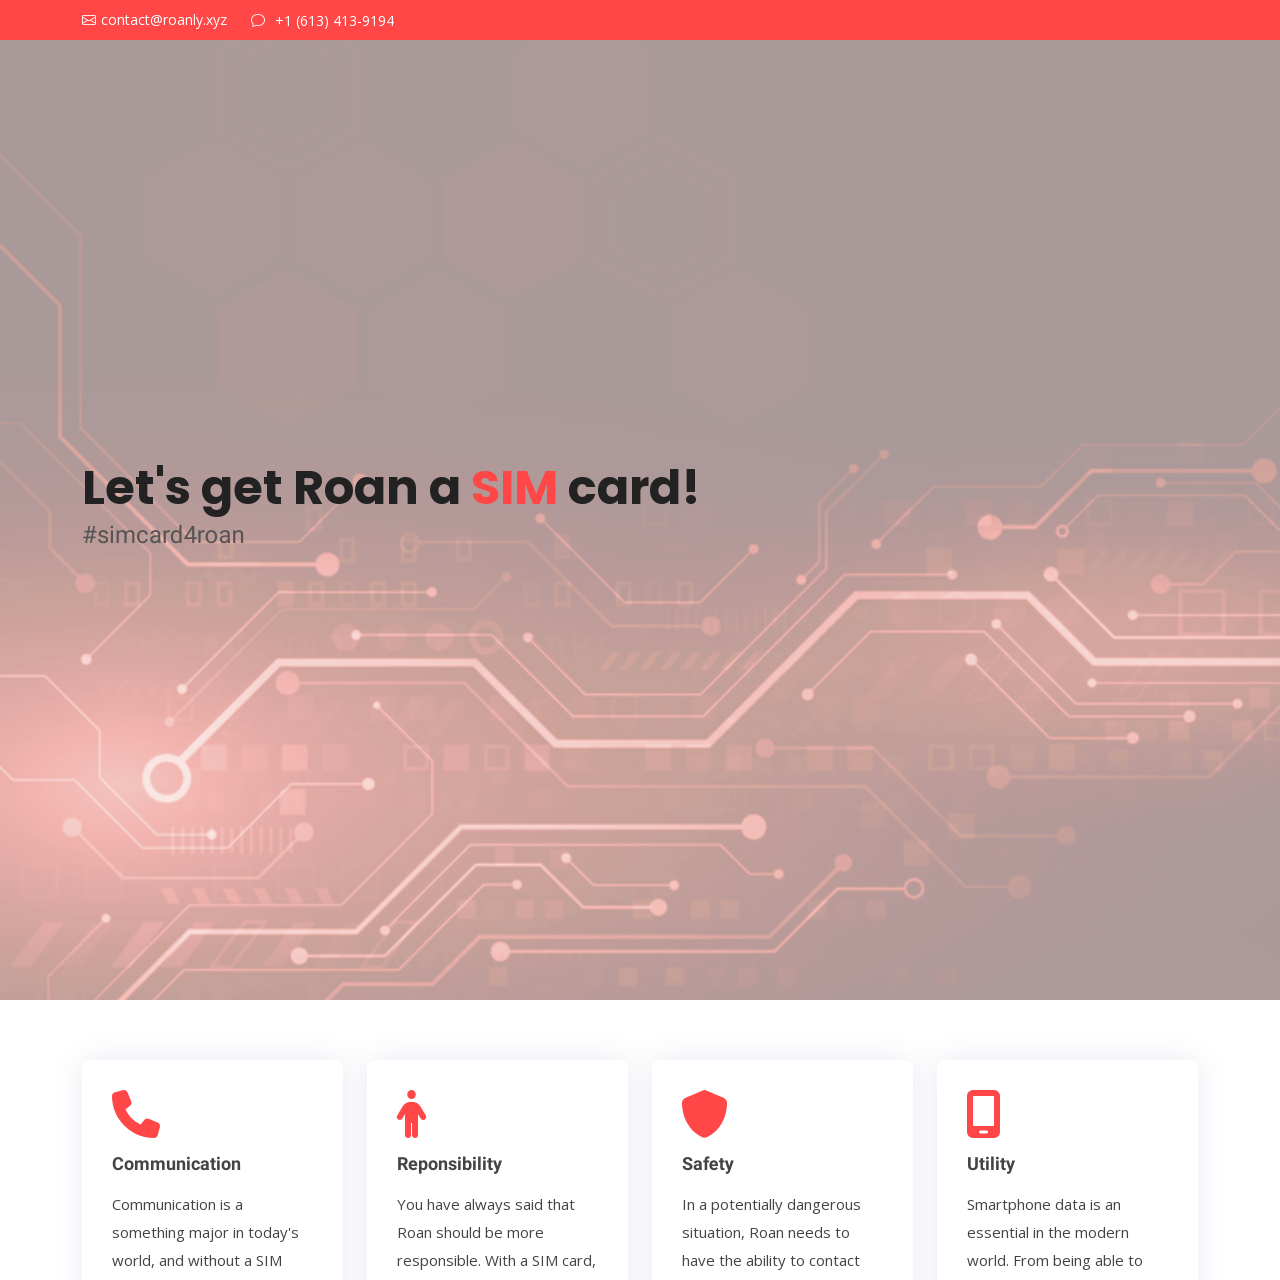 contact@roanly.xyz +1 (613) 413-9194
Let's get Roan a SIM card!
#simcard4roan
Communication
Communication is a
something major in today's
world, and without a SIM
Reponsibility
You have always said that
Roan should be more
responsible. With a SIM card,
Safety
In a potentially dangerous
situation, Roan needs to
have the ability to contact
Utility
Smartphone data is an
essential in the modern
world. From being able to